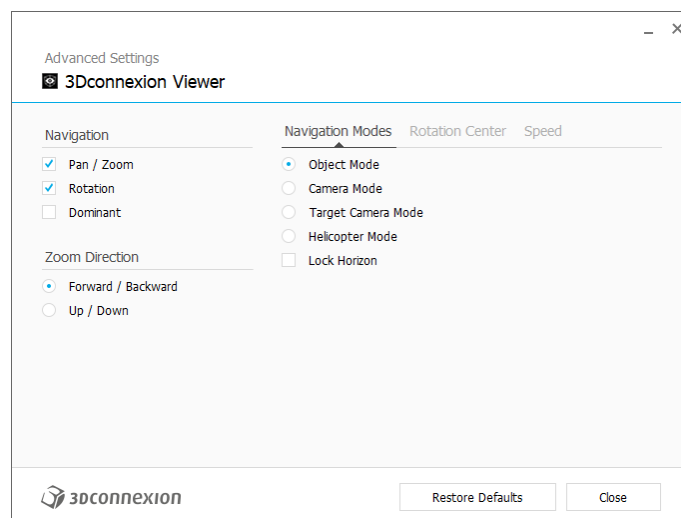 Advanced Settings
3Dconnexion Viewer
Navigation
Pan / Zoom
Rotation
Dominant
Zoom Direction
Forward / Backward
Up / Down
Navigation Modes Rotation Center Speed
Object Mode
Camera Mode
Target Camera Mode
Helicopter Mode
Lock Horizon
3Dconnexion
Restore Defaults Close